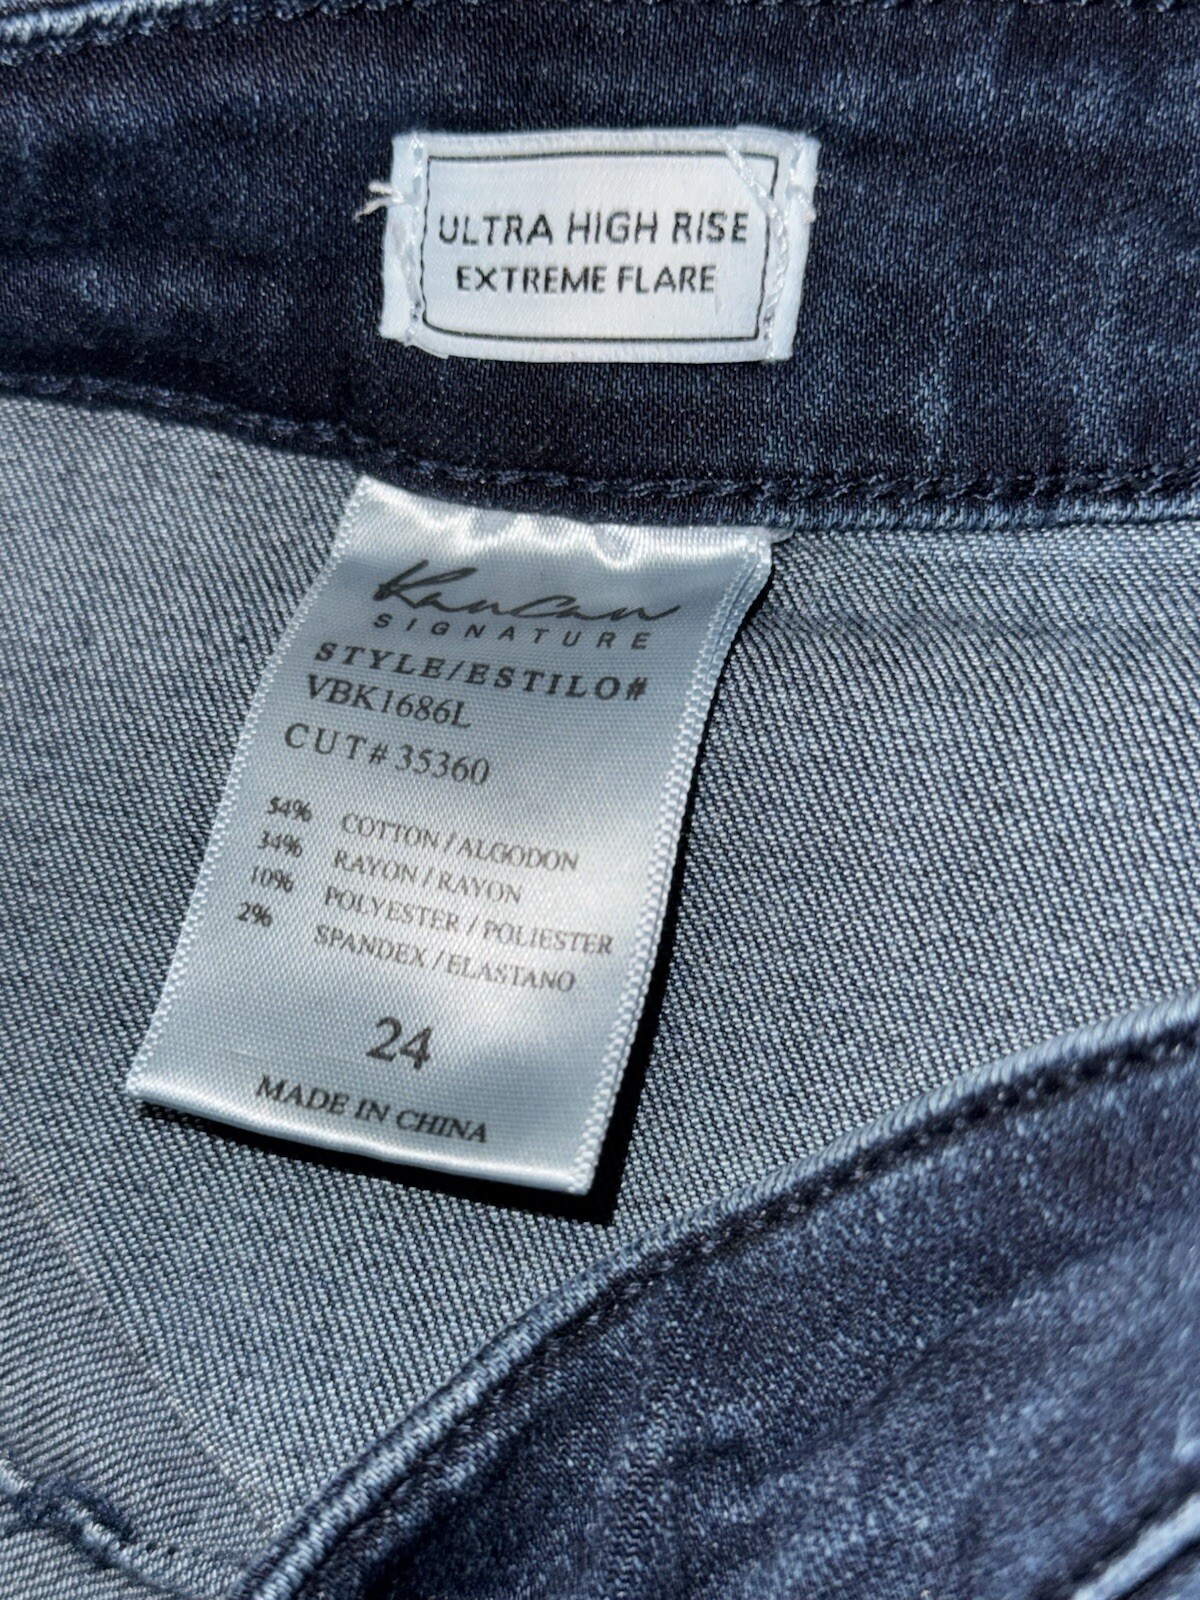 ULTRA HIGH RISE
EXTREME FLARE
KanCan
SIGNATURE
STYLE/ESTILO#
VBK1686L
CUT# 35360
54% COTTON / ALGODON
34% RAYON / RAYON
10% POLYESTER / POLIESTER
2% SPANDEX / ELASTANO
24
MADE IN CHINA